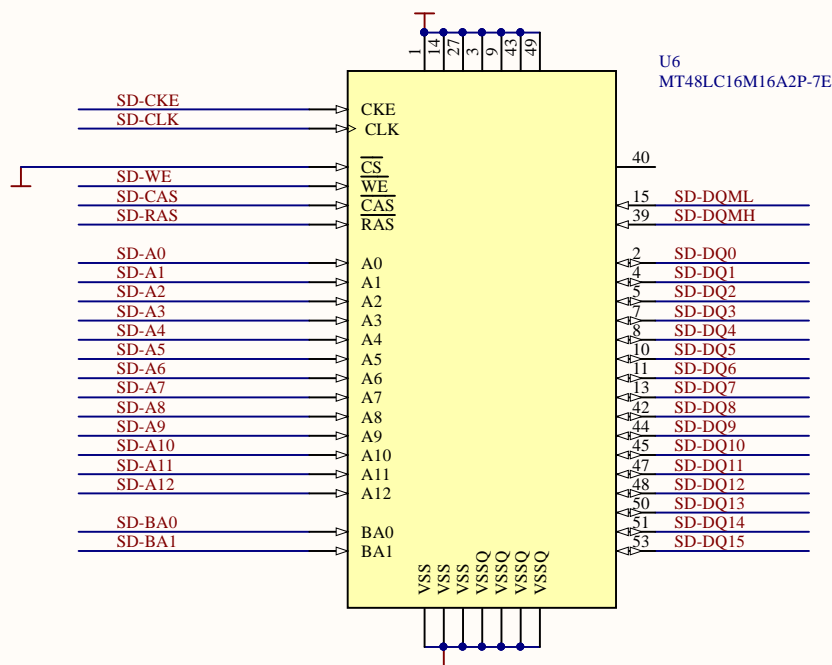 1 14 27 3 9 43 49
U6
MT48LC16M16A2P-7E
SD-CKE CKE
SD-CLK CLK
CS 40
SD-WE WE
SD-CAS CAS 15 SD-DQML
SD-RAS RAS 39 SD-DQMH
SD-A0 A0 2 SD-DQ0
SD-A1 A1 4 SD-DQ1
SD-A2 A2 5 SD-DQ2
SD-A3 A3 7 SD-DQ3
SD-A4 A4 8 SD-DQ4
SD-A5 A5 10 SD-DQ5
SD-A6 A6 11 SD-DQ6
SD-A7 A7 13 SD-DQ7
SD-A8 A8 42 SD-DQ8
SD-A9 A9 44 SD-DQ9
SD-A10 A10 45 SD-DQ10
SD-A11 A11 47 SD-DQ11
SD-A12 A12 48 SD-DQ12
50 SD-DQ13
SD-BA0 BA0 51 SD-DQ14
SD-BA1 BA1 53 SD-DQ15
VSS VSS VSS VSSQ VSSQ VSSQ VSSQ